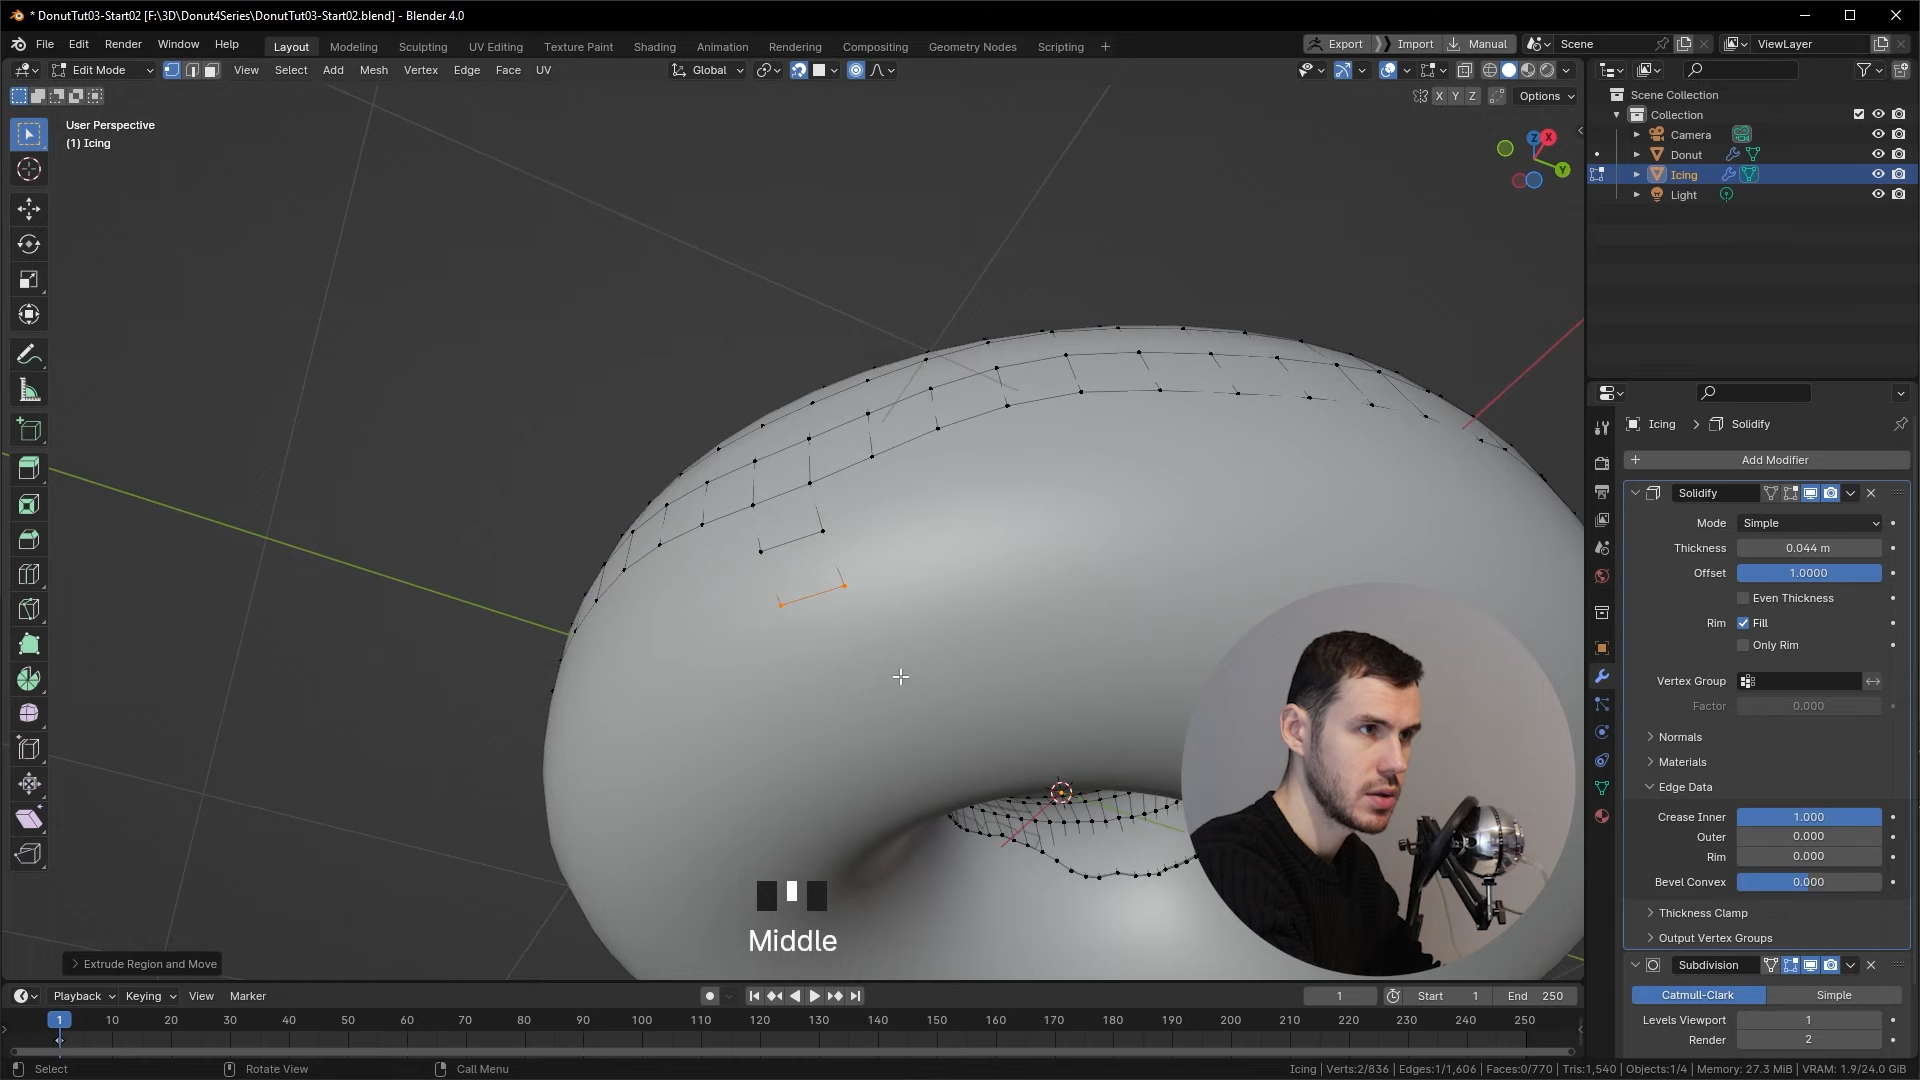 * DonutTut03-Start02 [F:\3D\Donut4Series\DonutTut03-Start02.blend] - Blender 4.0
File Edit Render Window Help
Layout Modeling Sculpting UV Editing Texture Paint Shading Animation Rendering Compositing Geometry Nodes Scripting +
Export Import Manual Scene ViewLayer
Edit Mode View Select Add Mesh Vertex Edge Face UV Global
X Y Z Options
User Perspective
(1) Icing
Z X Y
Scene Collection
Collection
Camera
Donut
Icing
Light
Icing > Solidify
+ Add Modifier
Solidify
Mode Simple
Thickness 0.044 m
Offset 1.0000
Even Thickness
Rim Fill
Only Rim
Vertex Group
Factor 0.000
Normals
Materials
Edge Data
Crease Inner 1.000
Outer 0.000
Rim 0.000
Bevel Convex 0.000
Thickness Clamp
Output Vertex Groups
Subdivision
Catmull-Clark Simple
Levels Viewport 1
Render 2
Middle
Extrude Region and Move
Playback Keying View Marker 1 Start 1 End 250
1 10 20 30 40 50 60 70 80 90 100 110 120 130 140 150 160 170 180 190 200 210 220 230 240 250
Select Rotate View Call Menu
Icing | Verts:2/836 | Edges:1/1,606 | Faces:0/770 | Tris:1,540 | Objects:1/4 | Memory: 27.3 MiB | VRAM: 1.9/24.0 GiB